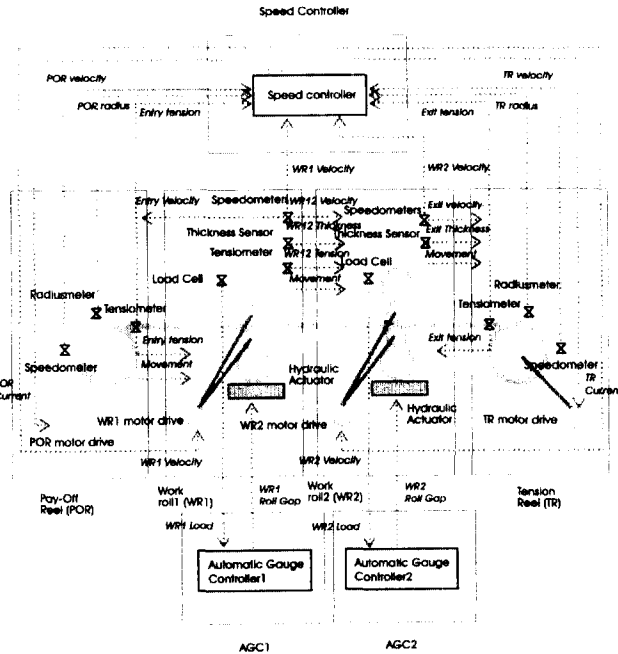 Speed Controller
POR velocity
TR velocity
Speed controller
POR radius
Entry tension
Exit tension
TR radius
WR1 Velocity
WR2 Velocity
Entry Velocity
Speedometers
WR12 Velocity
Speedometers
Exit velocity
WR12 Thickness
Exit Thickness
Thickness Sensor
Thickness Sensor
Tensiometer
WR12 Tension
Movement
Load Cell
Load Cell
Movement
Radiusmeter
Radiusmeter
Tensiometer
Tensiometer
Entry tension
Exit tension
Movement
Speedometer
Hydraulic
Actuator
Speedometer
Current
TR
Current
Hydraulic
Actuator
WR1 motor drive
WR2 motor drive
TR motor drive
POR motor drive
WR1 Velocity
WR2 Velocity
Pay-Off
Reel (POR)
Work
roll1 (WR1)
WR1
Roll Gap
Work
roll2 (WR2)
WR2
Roll Gap
Tension
Reel (TR)
WR1 Load
WR2 Load
Automatic Gauge
Controller1
Automatic Gauge
Controller2
AGC1
AGC2